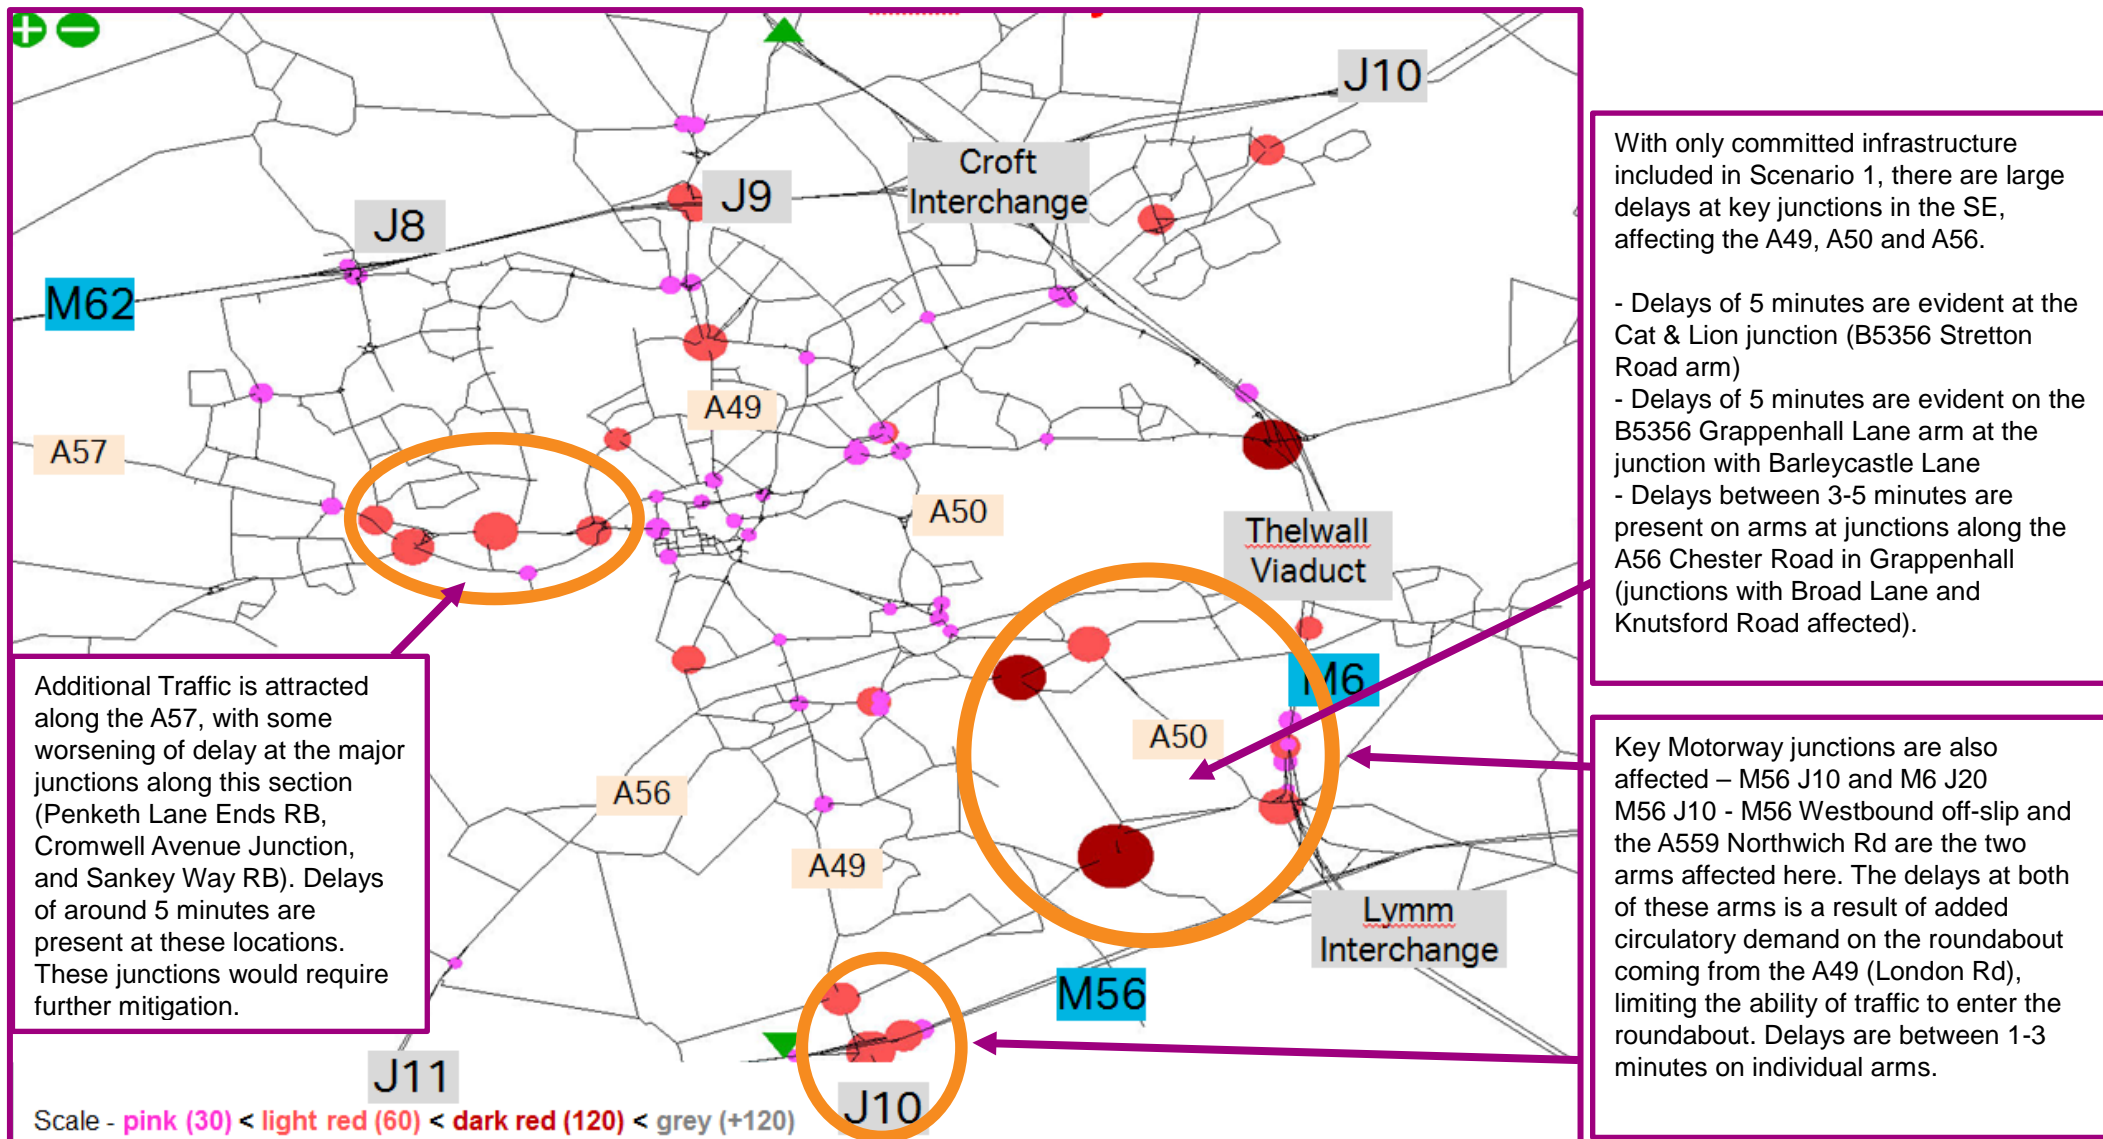 J10
Croft
Interchange
J9
J8
M62
A49
A57
A50
Thelwall
Viaduct
M6
A50
A56
A49
Lymm
Interchange
M56
J11
J10
Additional Traffic is attracted
along the A57, with some
worsening of delay at the major
junctions along this section
(Penketh Lane Ends RB,
Cromwell Avenue Junction,
and Sankey Way RB). Delays
of around 5 minutes are
present at these locations.
These junctions would require
further mitigation.
Scale - pink (30) < light red (60) < dark red (120) < grey (+120)
With only committed infrastructure
included in Scenario 1, there are large
delays at key junctions in the SE,
affecting the A49, A50 and A56.
- Delays of 5 minutes are evident at the
Cat & Lion junction (B5356 Stretton
Road arm)
- Delays of 5 minutes are evident on the
B5356 Grappenhall Lane arm at the
junction with Barleycastle Lane
- Delays between 3-5 minutes are
present on arms at junctions along the
A56 Chester Road in Grappenhall
(junctions with Broad Lane and
Knutsford Road affected).
Key Motorway junctions are also
affected – M56 J10 and M6 J20
M56 J10 - M56 Westbound off-slip and
the A559 Northwich Rd are the two
arms affected here. The delays at both
of these arms is a result of added
circulatory demand on the roundabout
coming from the A49 (London Rd),
limiting the ability of traffic to enter the
roundabout. Delays are between 1-3
minutes on individual arms.